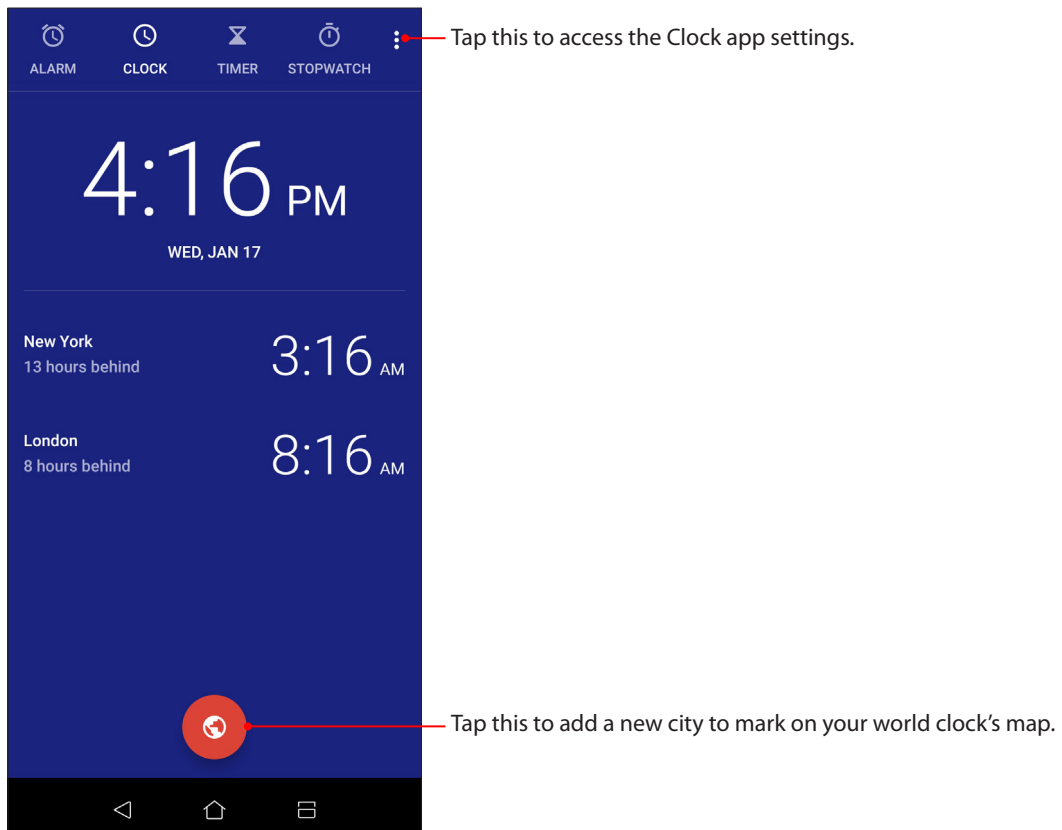 Tap this to access the Clock app settings.
ALARM CLOCK TIMER STOPWATCH
4:16 PM
WED, JAN 17
New York
13 hours behind
3:16 AM
London
8 hours behind
8:16 AM
Tap this to add a new city to mark on your world clock’s map.